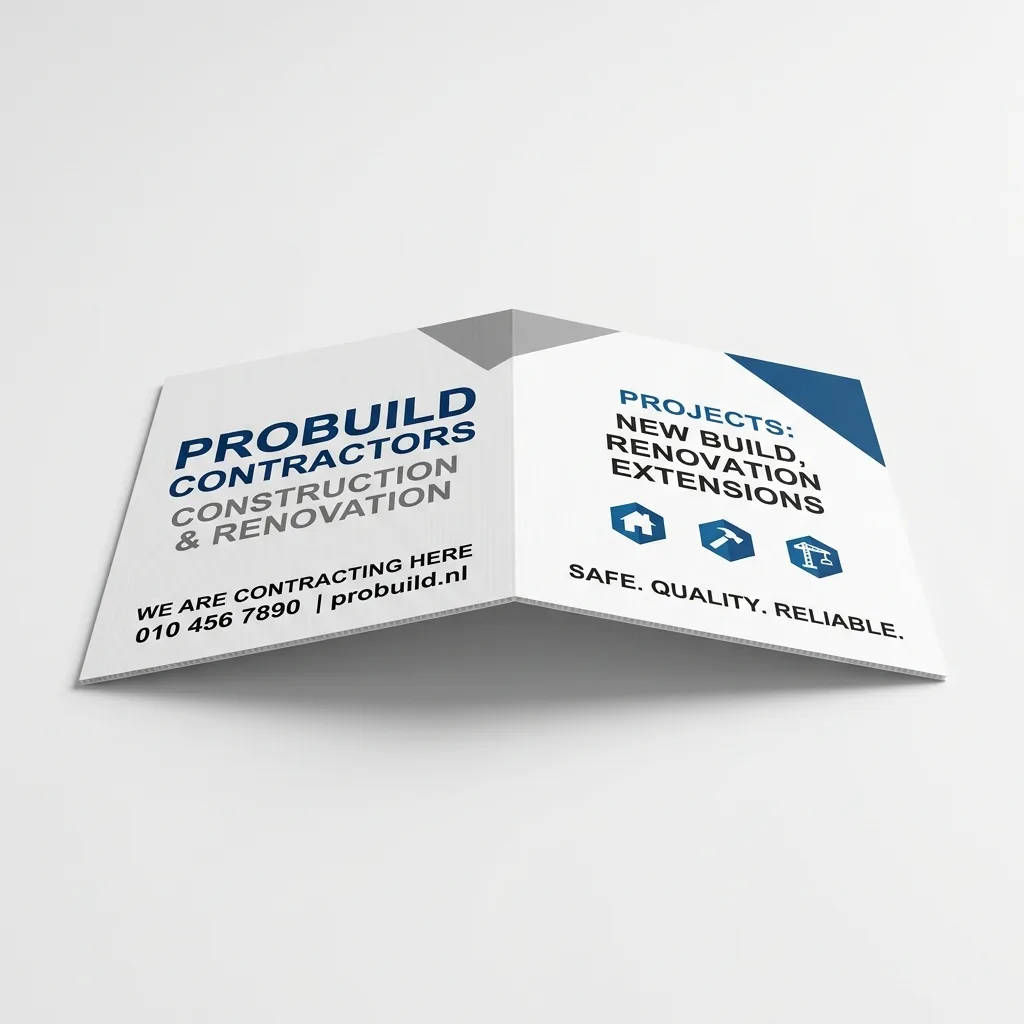 PROBUILD
CONTRACTORS
CONSTRUCTION
& RENOVATION
WE ARE CONTRACTING HERE
010 456 7890 | probuild.nl
PROJECTS:
NEW BUILD,
RENOVATION
EXTENSIONS
SAFE. QUALITY. RELIABLE.